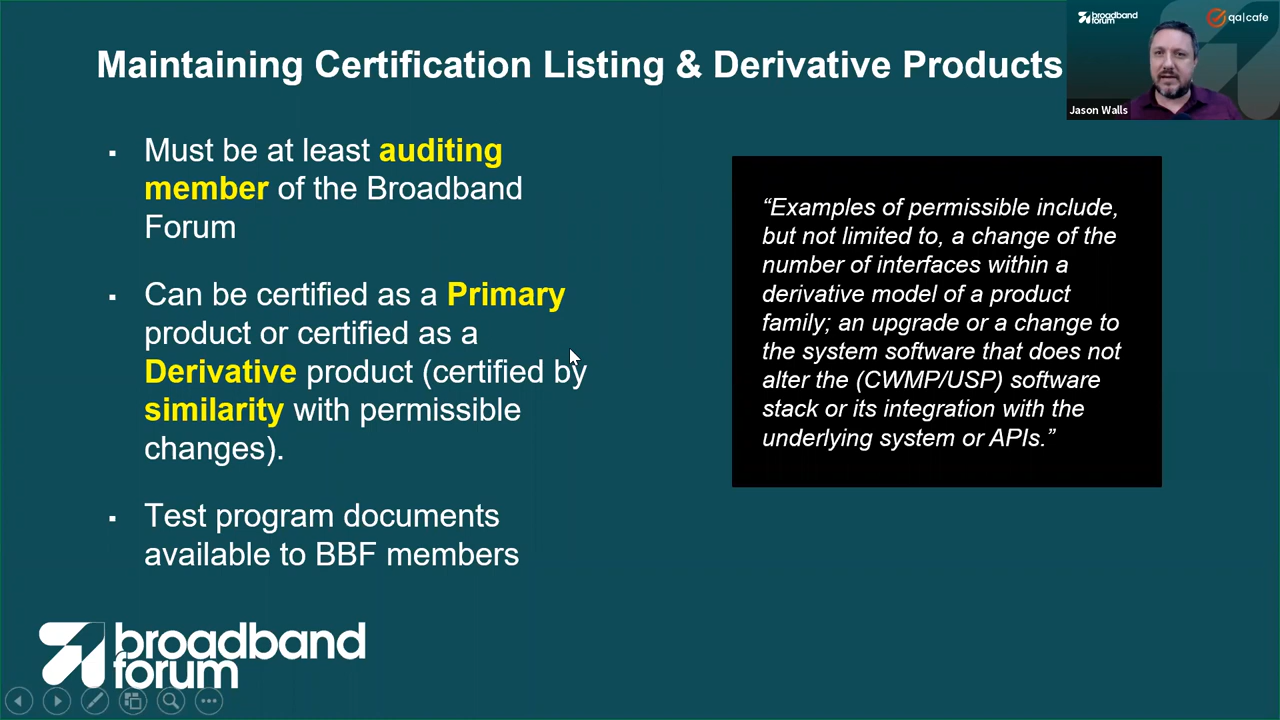 Maintaining Certification Listing & Derivative Products
broadband
forum
qa|cafe
Jason Walls
▪ Must be at least auditing
member of the Broadband
Forum
▪ Can be certified as a Primary
product or certified as a
Derivative product (certified by
similarity with permissible
changes).
▪ Test program documents
available to BBF members
“Examples of permissible include,
but not limited to, a change of the
number of interfaces within a
derivative model of a product
family; an upgrade or a change to
the system software that does not
alter the (CWMP/USP) software
stack or its integration with the
underlying system or APIs.”
broadband
forum